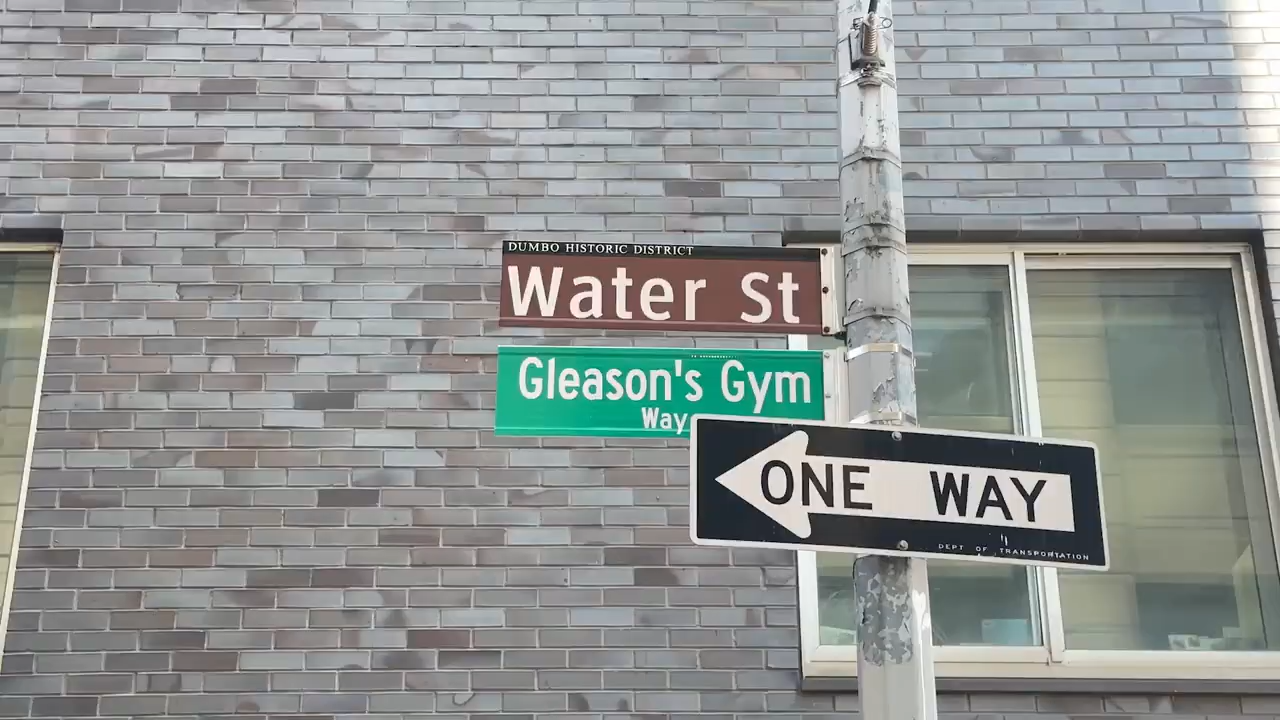 DUMBO HISTORIC DISTRICT
Water St
Gleason's Gym
Way
ONE WAY
DEPT OF TRANSPORTATION